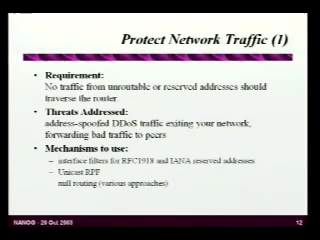 Protect Network Traffic (1)
• Requirement:
No traffic from unroutable or reserved addresses should
traverse the router.
• Threats Addressed:
address-spoofed DDoS traffic exiting your network,
forwarding bad traffic to peers
• Mechanisms to use:
– interface filters for RFC1918 and IANA reserved addresses
– Unicast RPF
null routing (various approaches)
NANOG - 20 Oct 2003
12